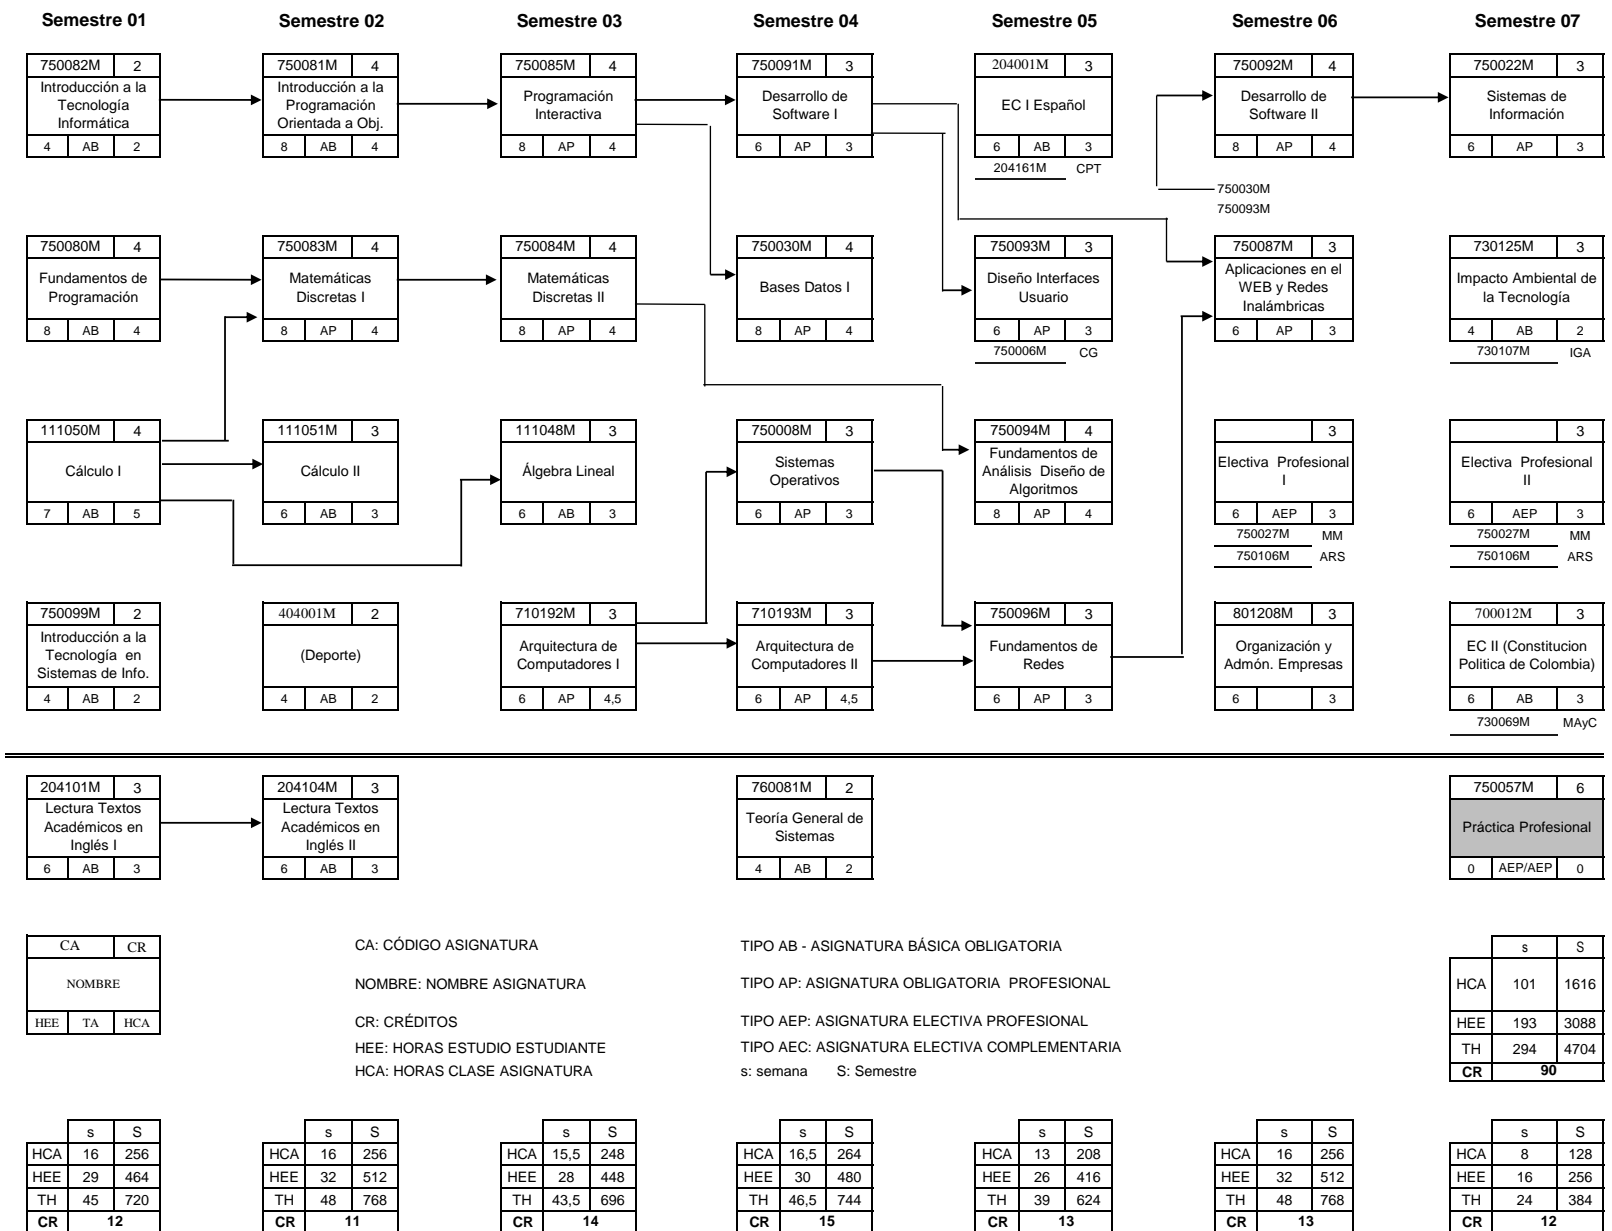 Semestre 01 Semestre 02 Semestre 03 Semestre 04 Semestre 05 Semestre 06 Semestre 07
750082M 2
Introducción a la
Tecnología
Informática
4 AB 2
750081M 4
Introducción a la
Programación
Orientada a Obj.
8 AB 4
750085M 4
Programación
Interactiva
8 AP 4
750091M 3
Desarrollo de
Software I
6 AP 3
204001M 3
EC I Español
6 AB 3
204161M CPT
750092M 4
Desarrollo de
Software II
8 AP 4
750030M
750093M
750022M 3
Sistemas de
Información
6 AP 3
750080M 4
Fundamentos de
Programación
8 AB 4
750083M 4
Matemáticas
Discretas I
8 AP 4
750084M 4
Matemáticas
Discretas II
8 AP 4
750030M 4
Bases Datos I
8 AP 4
750093M 3
Diseño Interfaces
Usuario
6 AP 3
750006M CG
750087M 3
Aplicaciones en el
WEB y Redes
Inalámbricas
6 AP 3
730125M 3
Impacto Ambiental de
la Tecnología
4 AB 2
730107M IGA
111050M 4
Cálculo I
7 AB 5
111051M 3
Cálculo II
6 AB 3
111048M 3
Álgebra Lineal
6 AB 3
750008M 3
Sistemas
Operativos
6 AP 3
750094M 4
Fundamentos de
Análisis Diseño de
Algoritmos
8 AP 4
3
Electiva Profesional
I
6 AEP 3
750027M MM
750106M ARS
3
Electiva Profesional
II
6 AEP 3
750027M MM
750106M ARS
750099M 2
Introducción a la
Tecnología en
Sistemas de Info.
4 AB 2
404001M 2
(Deporte)
4 AB 2
710192M 3
Arquitectura de
Computadores I
6 AP 4,5
710193M 3
Arquitectura de
Computadores II
6 AP 4,5
750096M 3
Fundamentos de
Redes
6 AP 3
801208M 3
Organización y
Admón. Empresas
6 3
700012M 3
EC II (Constitucion
Politica de Colombia)
6 AB 3
730069M MAyC
204101M 3
Lectura Textos
Académicos en
Inglés I
6 AB 3
204104M 3
Lectura Textos
Académicos en
Inglés II
6 AB 3
760081M 2
Teoría General de
Sistemas
4 AB 2
750057M 6
Práctica Profesional
0 AEP/AEP 0
CA CR
NOMBRE
HEE TA HCA
CA: CÓDIGO ASIGNATURA
NOMBRE: NOMBRE ASIGNATURA
CR: CRÉDITOS
HEE: HORAS ESTUDIO ESTUDIANTE
HCA: HORAS CLASE ASIGNATURA
TIPO AB - ASIGNATURA BÁSICA OBLIGATORIA
TIPO AP: ASIGNATURA OBLIGATORIA PROFESIONAL
TIPO AEP: ASIGNATURA ELECTIVA PROFESIONAL
TIPO AEC: ASIGNATURA ELECTIVA COMPLEMENTARIA
s: semana S: Semestre
s S
HCA 101 1616
HEE 193 3088
TH 294 4704
CR 90
s S
HCA 16 256
HEE 29 464
TH 45 720
CR 12
s S
HCA 16 256
HEE 32 512
TH 48 768
CR 11
s S
HCA 15,5 248
HEE 28 448
TH 43,5 696
CR 14
s S
HCA 16,5 264
HEE 30 480
TH 46,5 744
CR 15
s S
HCA 13 208
HEE 26 416
TH 39 624
CR 13
s S
HCA 16 256
HEE 32 512
TH 48 768
CR 13
s S
HCA 8 128
HEE 16 256
TH 24 384
CR 12